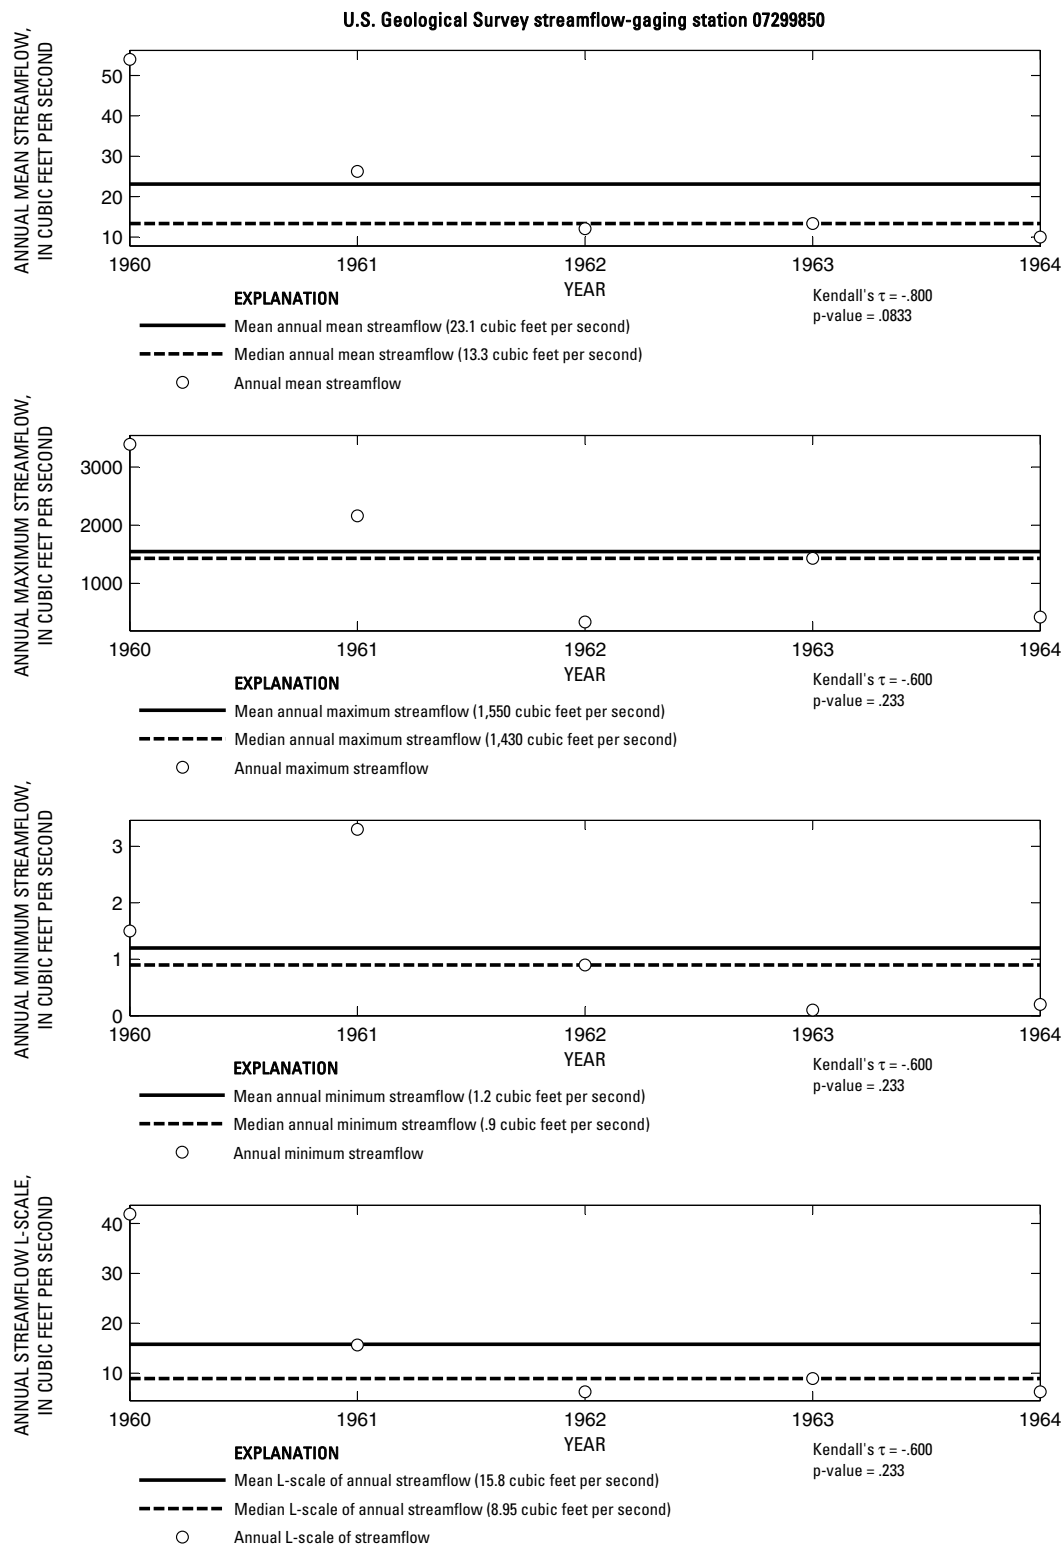 U.S. Geological Survey streamflow-gaging station 07299850
ANNUAL MEAN STREAMFLOW,
IN CUBIC FEET PER SECOND
50
40
30
20
10
1960 1961 1962 1963 1964
YEAR
Kendall's τ = -.800
p-value = .0833
EXPLANATION
Mean annual mean streamflow (23.1 cubic feet per second)
Median annual mean streamflow (13.3 cubic feet per second)
Annual mean streamflow
ANNUAL MAXIMUM STREAMFLOW,
IN CUBIC FEET PER SECOND
3000
2000
1000
1960 1961 1962 1963 1964
YEAR
Kendall's τ = -.600
p-value = .233
EXPLANATION
Mean annual maximum streamflow (1,550 cubic feet per second)
Median annual maximum streamflow (1,430 cubic feet per second)
Annual maximum streamflow
ANNUAL MINIMUM STREAMFLOW,
IN CUBIC FEET PER SECOND
3
2
1
0
1960 1961 1962 1963 1964
YEAR
Kendall's τ = -.600
p-value = .233
EXPLANATION
Mean annual minimum streamflow (1.2 cubic feet per second)
Median annual minimum streamflow (.9 cubic feet per second)
Annual minimum streamflow
ANNUAL STREAMFLOW L-SCALE,
IN CUBIC FEET PER SECOND
40
30
20
10
1960 1961 1962 1963 1964
YEAR
Kendall's τ = -.600
p-value = .233
EXPLANATION
Mean L-scale of annual streamflow (15.8 cubic feet per second)
Median L-scale of annual streamflow (8.95 cubic feet per second)
Annual L-scale of streamflow